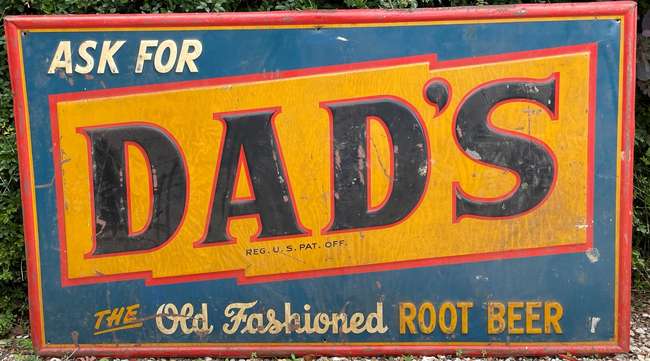 ASK FOR
DAD'S
REG. U.S. PAT. OFF.
THE Old Fashioned ROOT BEER